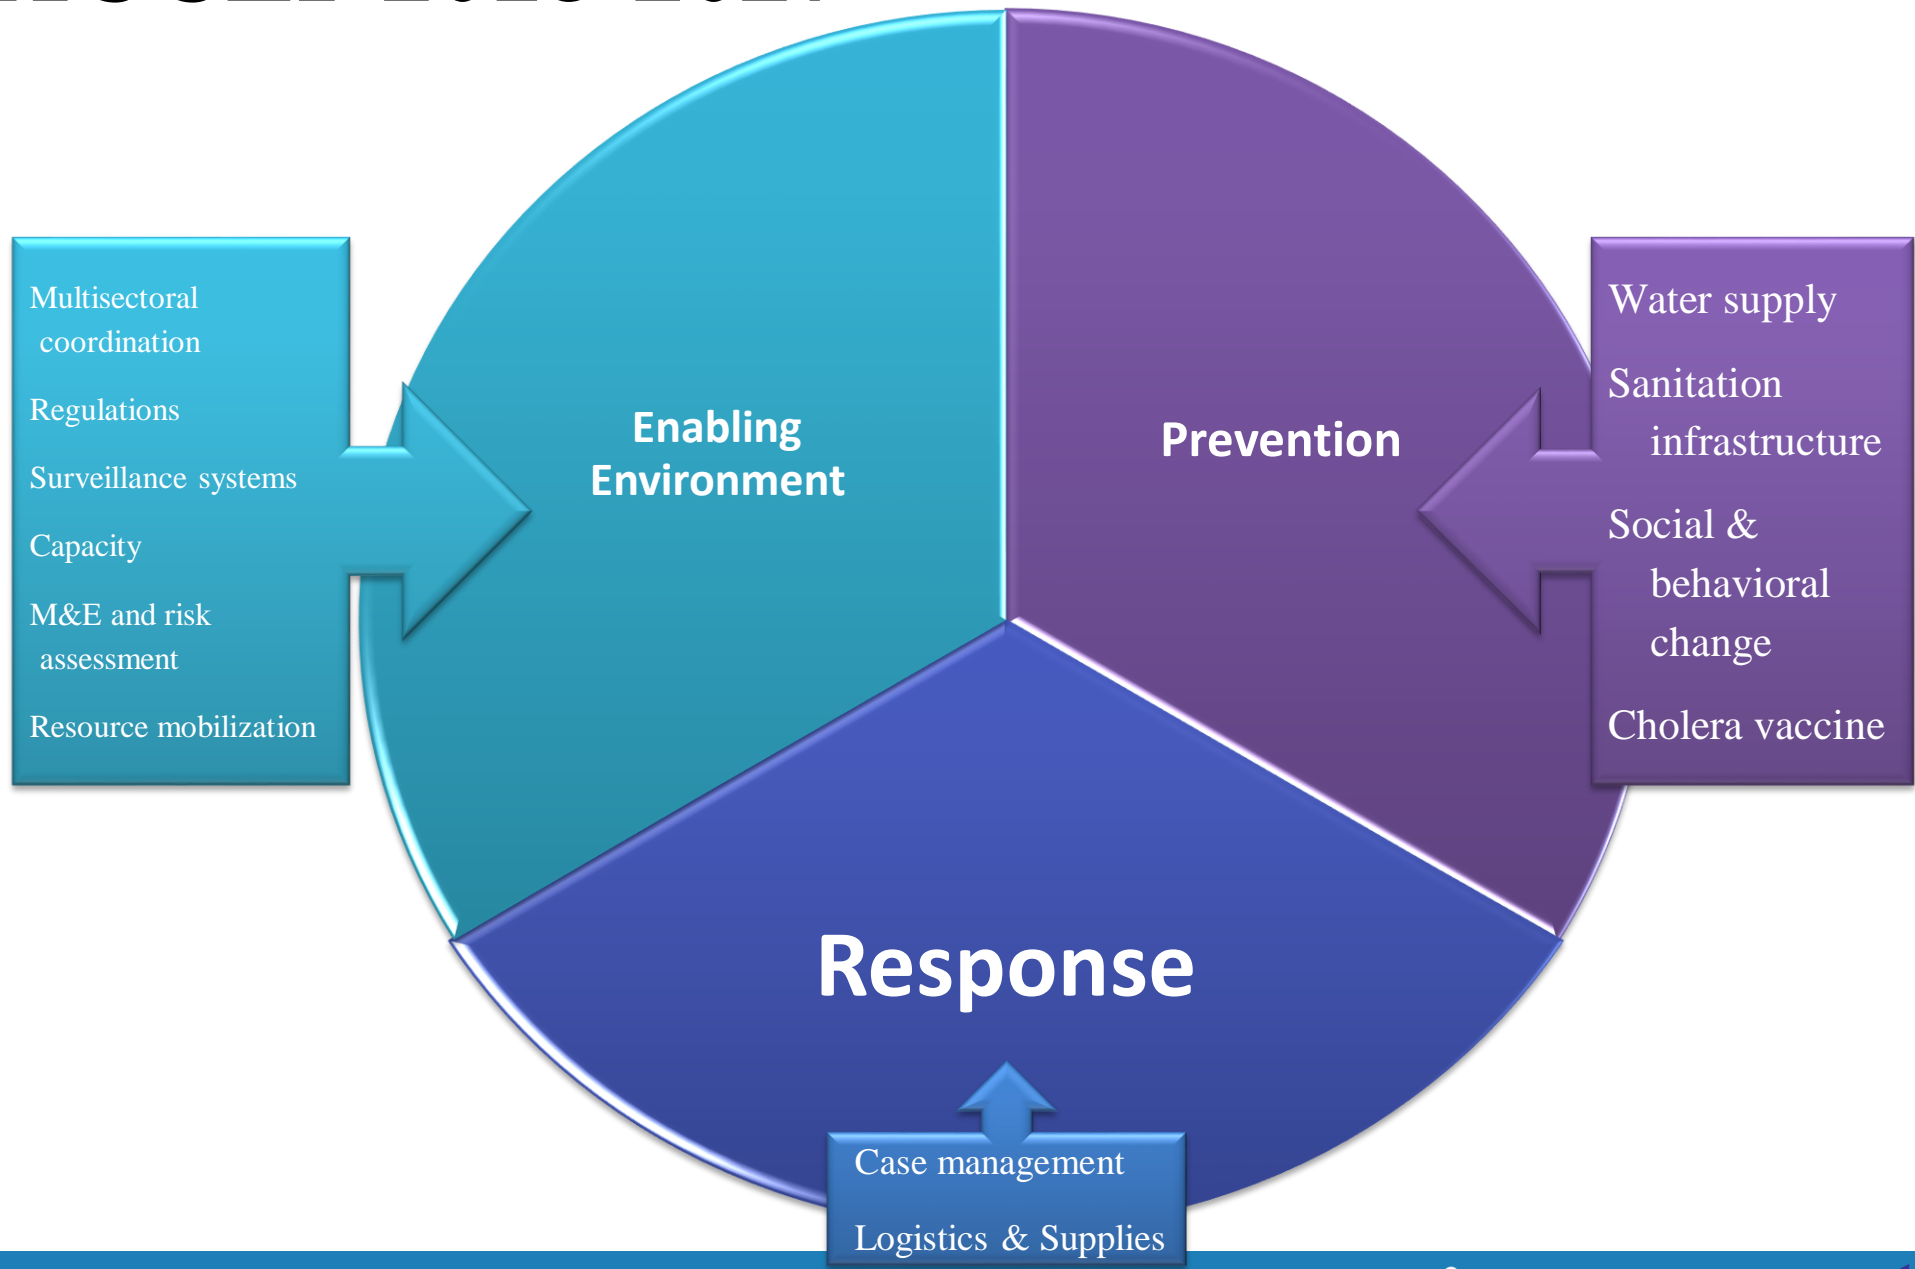 Multisectoral
coordination
Regulations
Surveillance systems
Capacity
M&E and risk
assessment
Resource mobilization
Enabling
Environment
Prevention
Water supply
Sanitation
infrastructure
Social &
behavioral
change
Cholera vaccine
Response
Case management
Logistics & Supplies